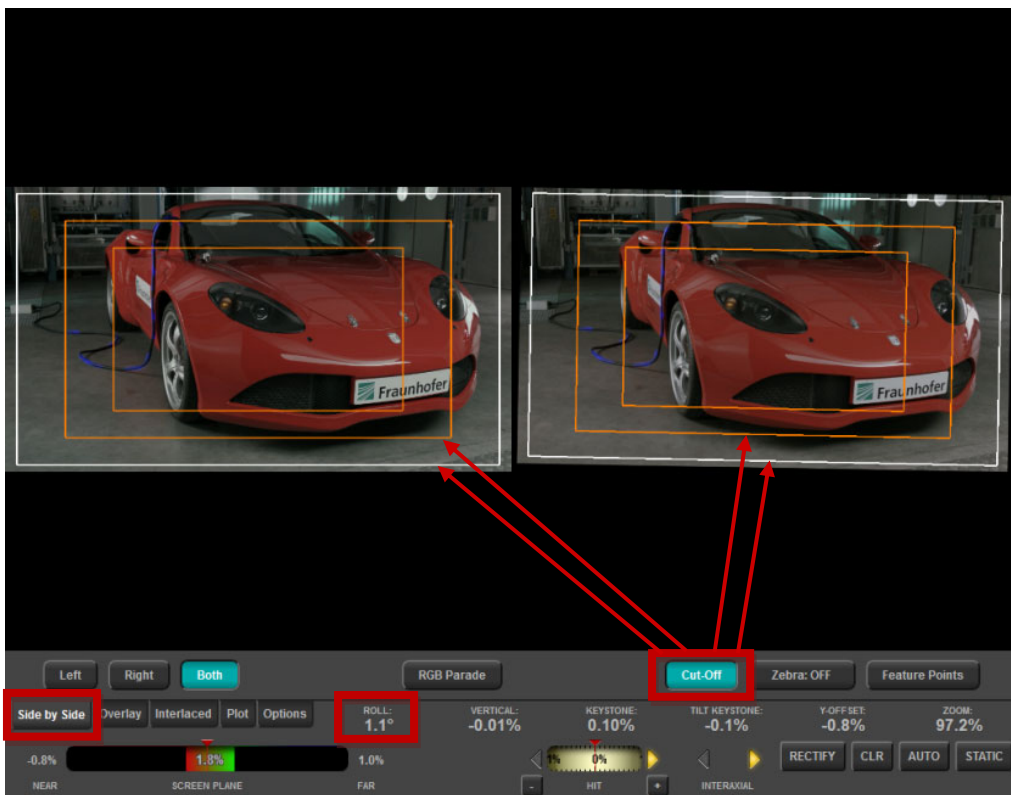 Fraunhofer
Fraunhofer
Left Right Both RGB Parade Cut-Off Zebra: OFF Feature Points
Side by Side Overlay Interlaced Plot Options
ROLL: VERTICAL: KEYSTONE: TILT KEYSTONE: Y-OFFSET: ZOOM:
1.1° -0.01% 0.10% -0.1% -0.8% 97.2%
-0.8% 1.8% 1.0% 1% 0% RECTIFY CLR AUTO STATIC
NEAR SCREEN PLANE FAR - HIT + INTERAXIAL